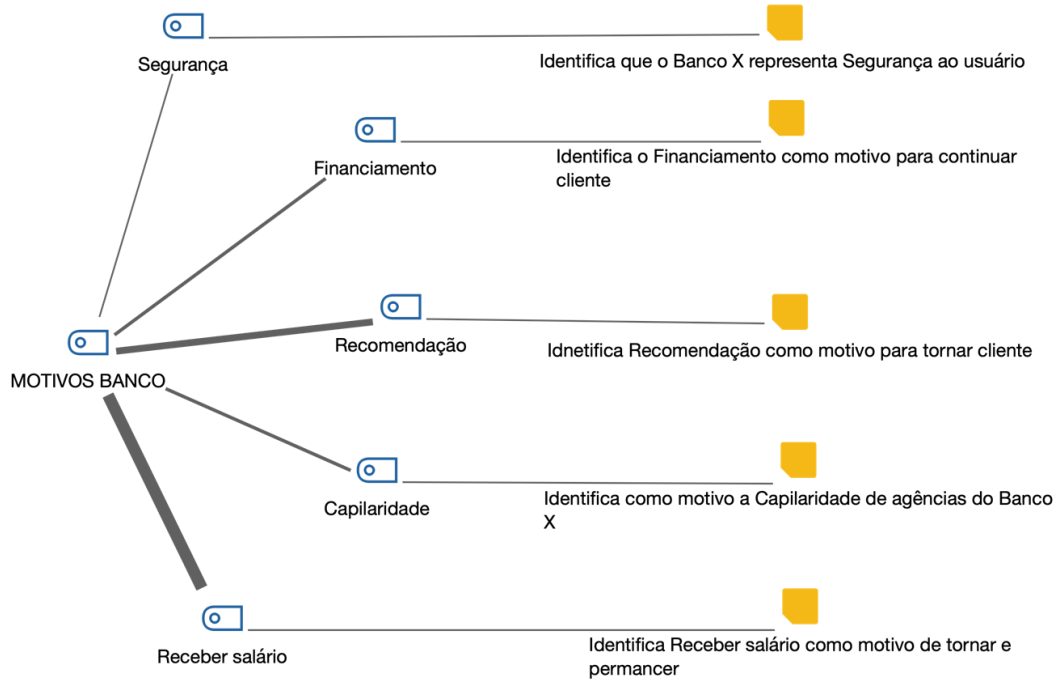 Segurança
Identifica que o Banco X representa Segurança ao usuário
Financiamento
Identifica o Financiamento como motivo para continuar
cliente
Recomendação
Idnetifica Recomendação como motivo para tornar cliente
MOTIVOS BANCO
Capilaridade
Identifica como motivo a Capilaridade de agências do Banco
X
Receber salário
Identifica Receber salário como motivo de tornar e
permancer